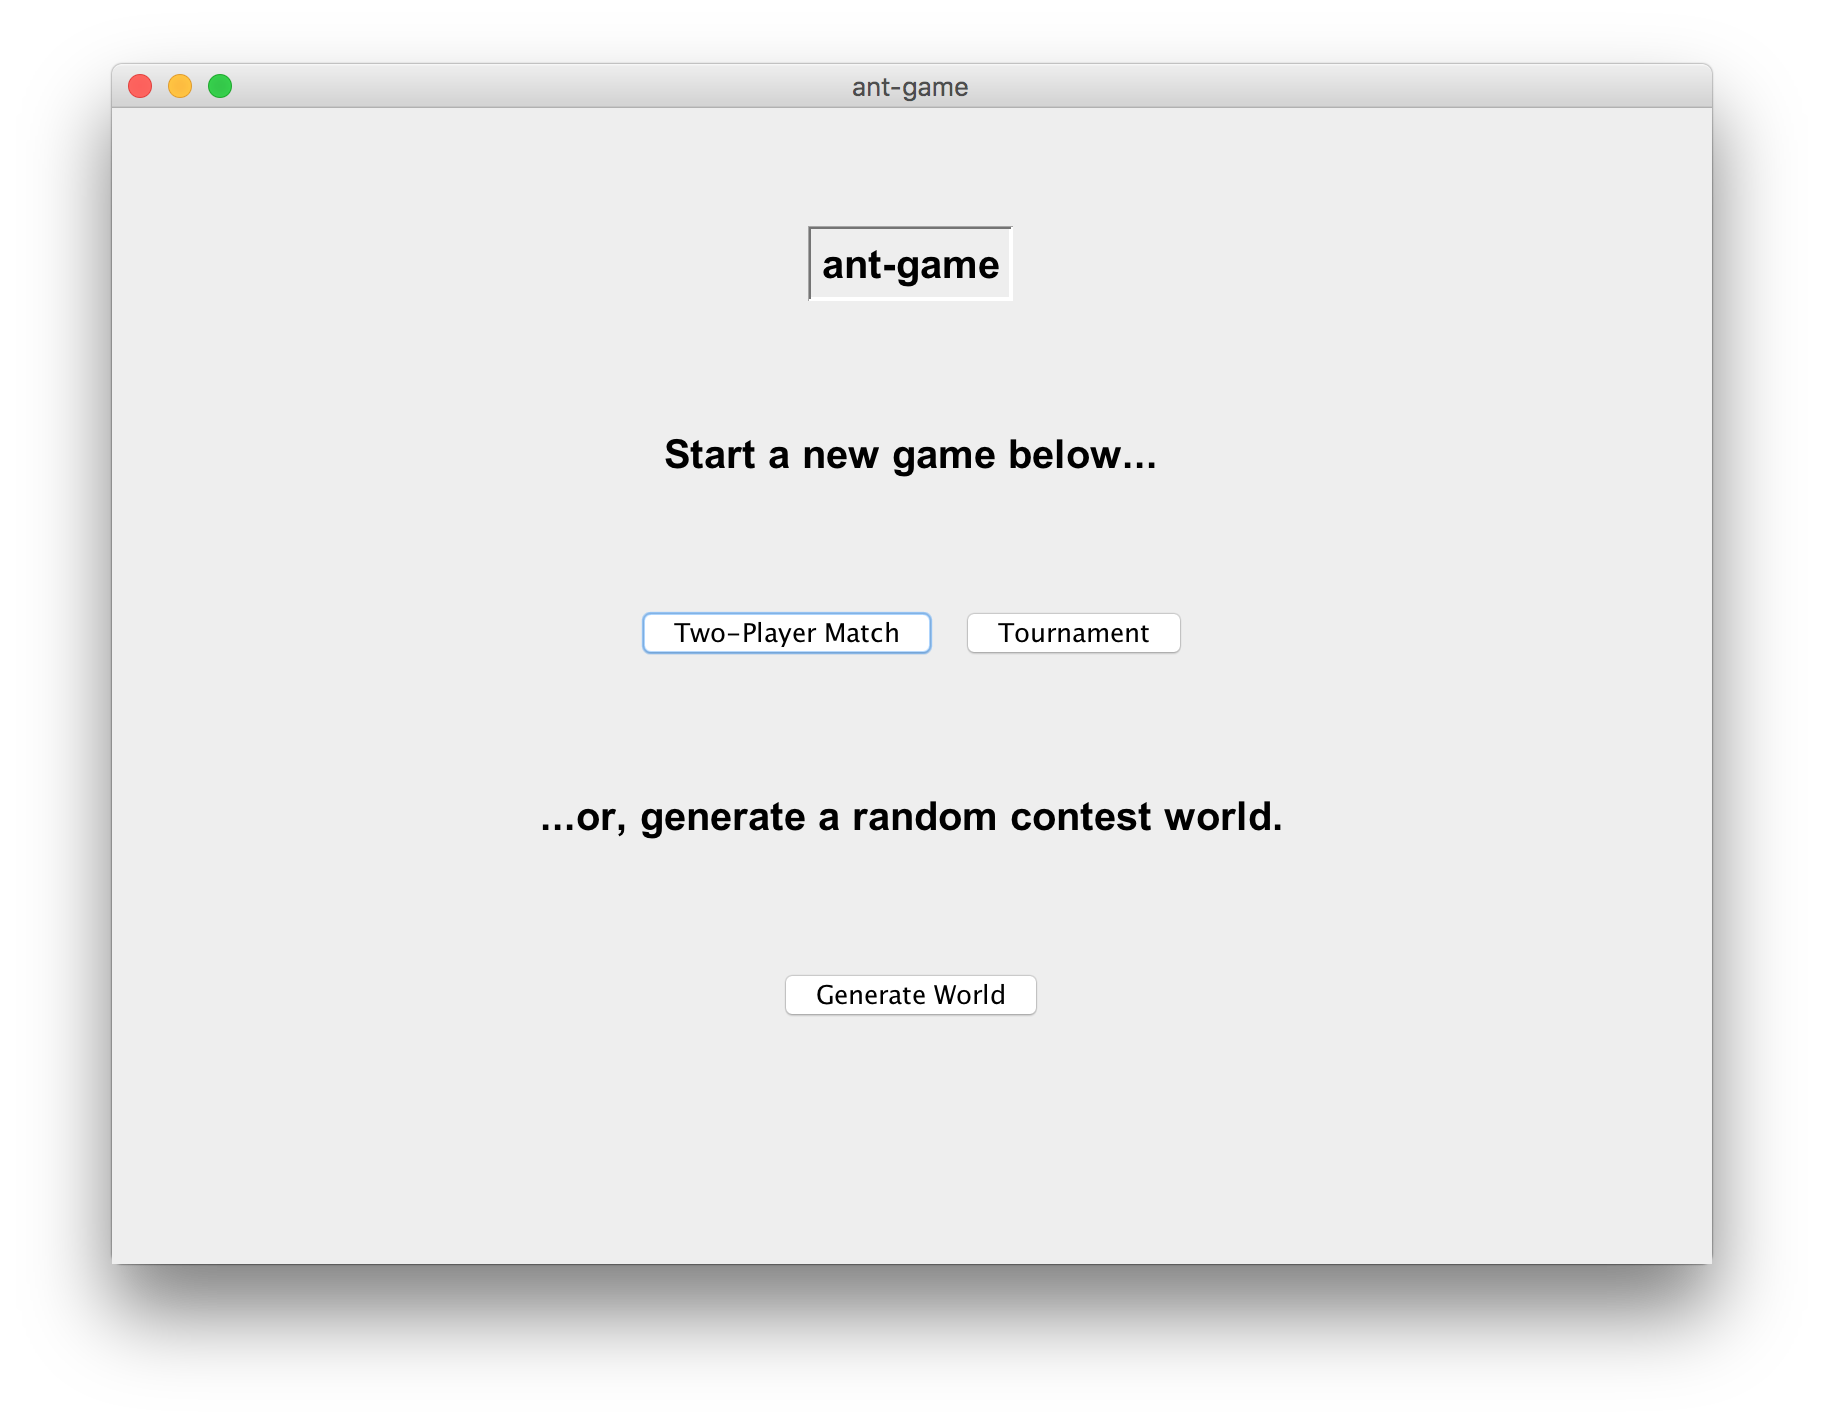 ant-game
ant-game
Start a new game below...
Two-Player Match Tournament
...or, generate a random contest world.
Generate World